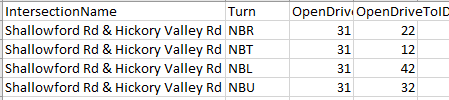 IntersectionName Turn OpenDrive OpenDriveToID
Shallowford Rd & Hickory Valley Rd NBR 31 22
Shallowford Rd & Hickory Valley Rd NBT 31 12
Shallowford Rd & Hickory Valley Rd NBL 31 42
Shallowford Rd & Hickory Valley Rd NBU 31 32